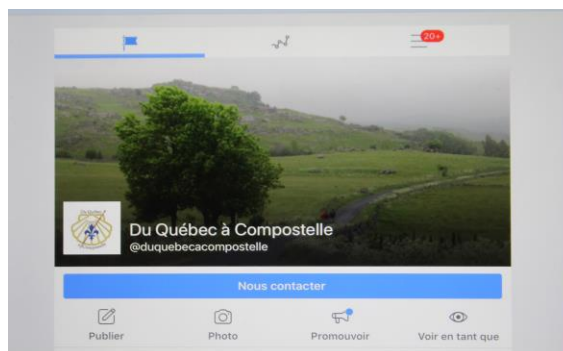 20+
Du Québec à Compostelle
@duquebecacompostelle
Nous contacter
Publier Photo Promouvoir Voir en tant que